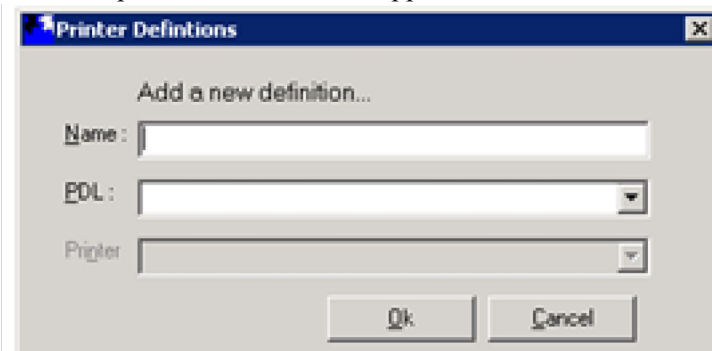 Printer Defintions
Add a new definition...
Name :
PDL :
Printer
Ok
Cancel